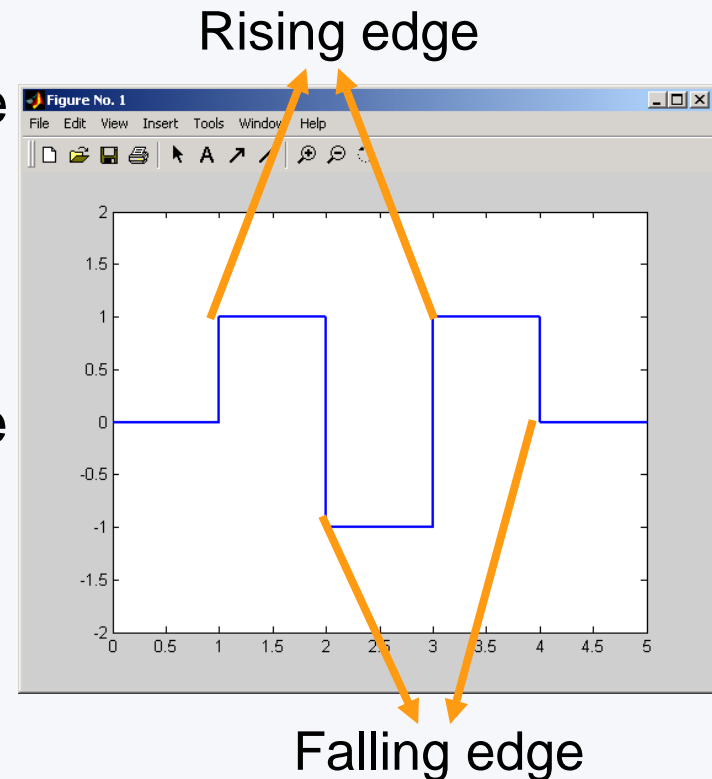 Rising edge
e
Figure No. 1
File Edit View Insert Tools Window Help
A
2
1.5
1
0.5
0
e
-0.5
-1
-1.5
-2
0 0.5 1 1.5 2 2.5 3 3.5 4 4.5 5
Falling edge